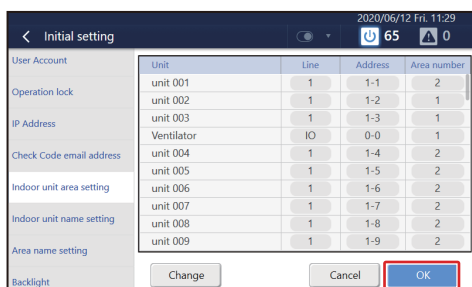 2020/06/12 Fri. 11:29
Initial setting
65
0
User Account
Operation lock
IP Address
Check Code email address
Indoor unit area setting
Indoor unit name setting
Area name setting
Backlight
Unit Line Address Area number
unit 001 1 1-1 2
unit 002 1 1-2 1
unit 003 1 1-3 1
Ventilator IO 0-0 1
unit 004 1 1-4 2
unit 005 1 1-5 2
unit 006 1 1-6 2
unit 007 1 1-7 2
unit 008 1 1-8 2
unit 009 1 1-9 2
Change Cancel OK